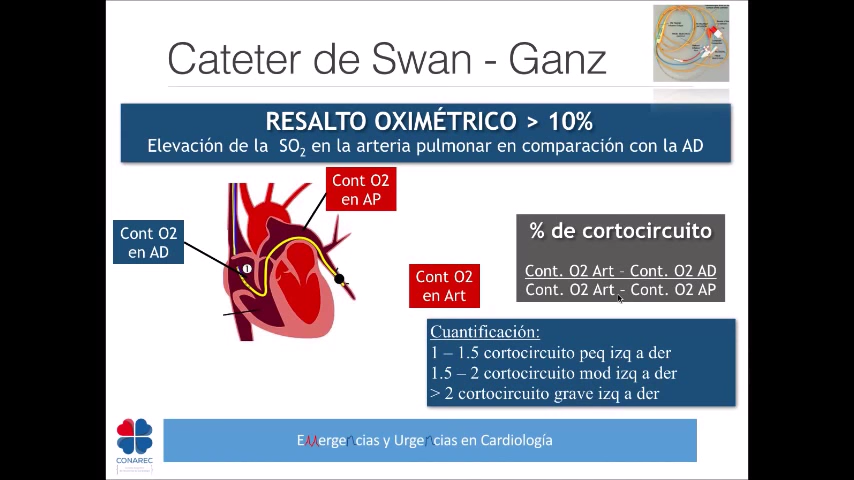 Cateter de Swan - Ganz
RESALTO OXIMÉTRICO > 10%
Elevación de la SO2 en la arteria pulmonar en comparación con la AD
Cont O2
en AP
Cont O2
en AD
1
Cont O2
en Art
% de cortocircuito
Cont. O2 Art – Cont. O2 AD
Cont. O2 Art – Cont. O2 AP
Cuantificación:
1 – 1.5 cortocircuito peq izq a der
1.5 – 2 cortocircuito mod izq a der
> 2 cortocircuito grave izq a der
CONAREC
Emergencias y Urgencias en Cardiología